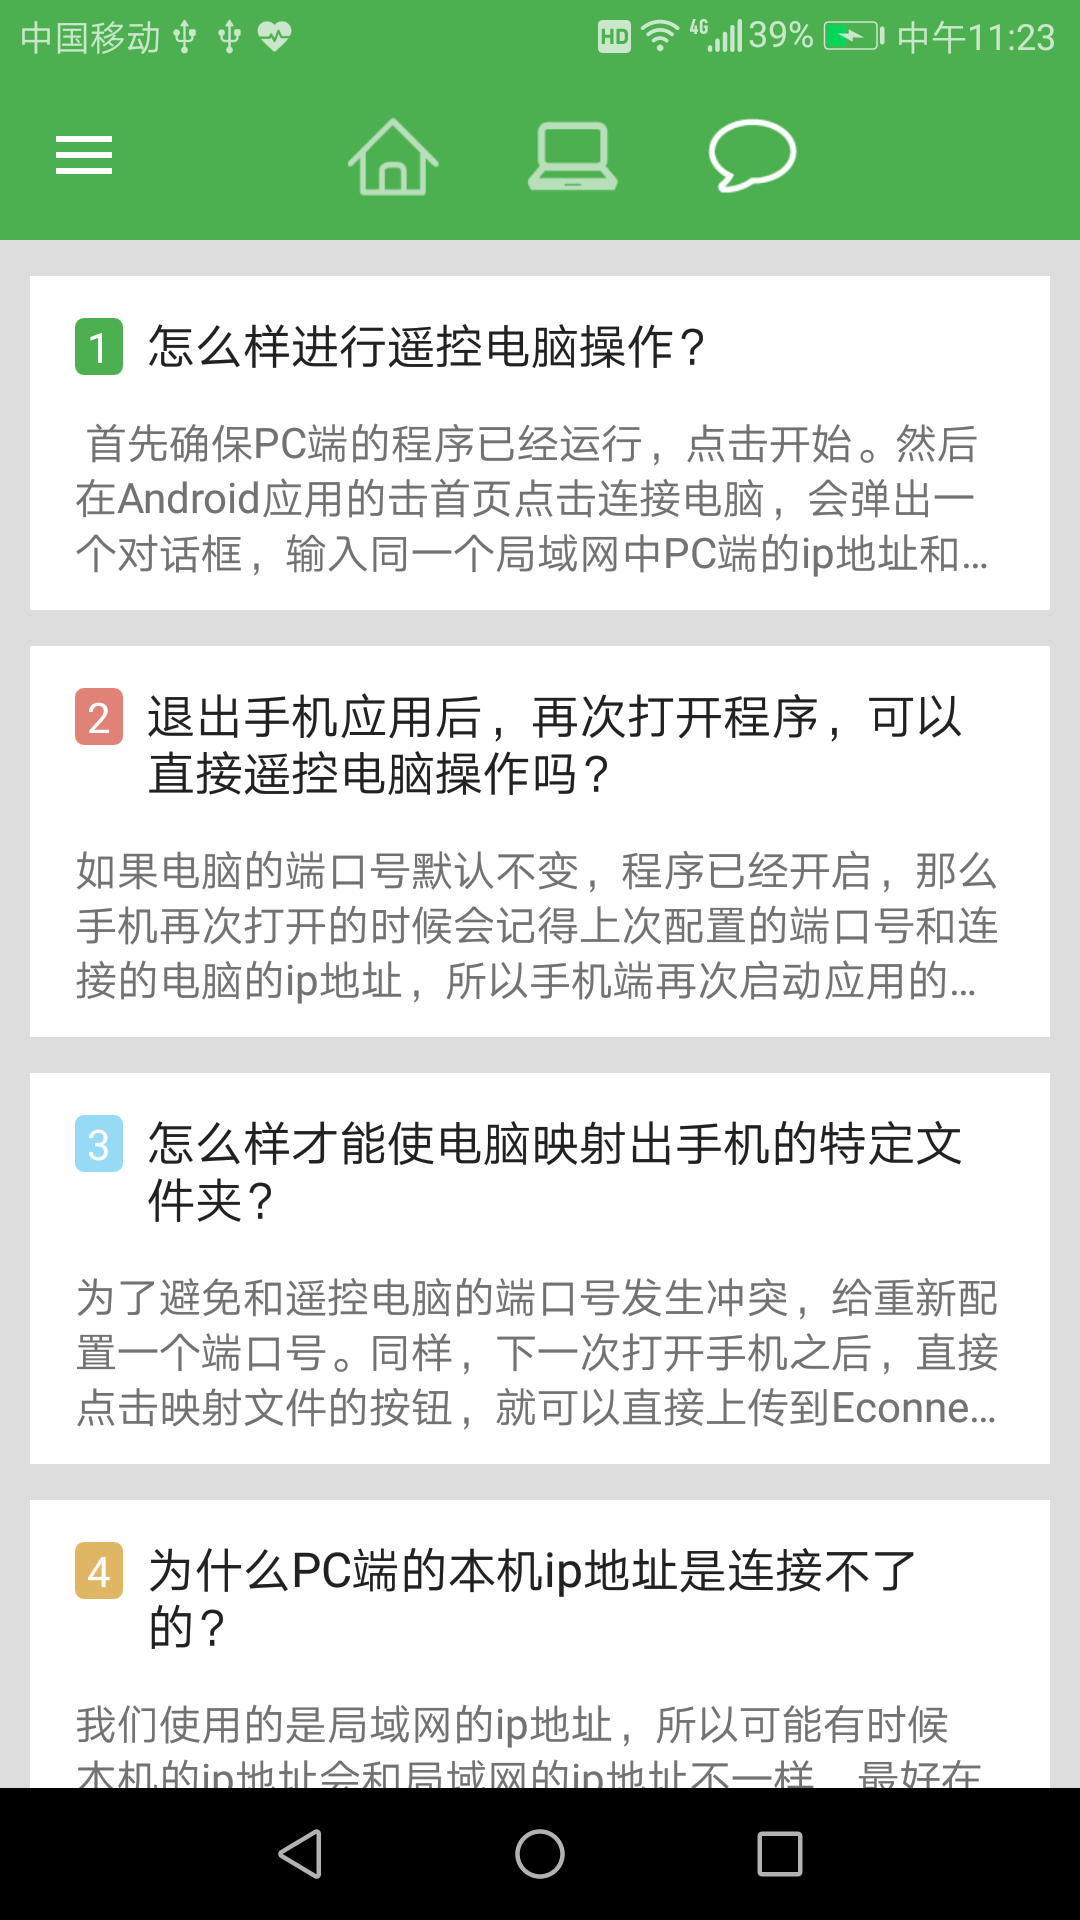 中国移动 HD 4G 39% 中午11:23
1 怎么样进行遥控电脑操作？
首先确保PC端的程序已经运行，点击开始。然后
在Android应用的击首页点击连接电脑，会弹出一
个对话框，输入同一个局域网中PC端的ip地址和...
2 退出手机应用后，再次打开程序，可以
直接遥控电脑操作吗？
如果电脑的端口号默认不变，程序已经开启，那么
手机再次打开的时候会记得上次配置的端口号和连
接的电脑的ip地址，所以手机端再次启动应用的...
3 怎么样才能使电脑映射出手机的特定文
件夹？
为了避免和遥控电脑的端口号发生冲突，给重新配
置一个端口号。同样，下一次打开手机之后，直接
点击映射文件的按钮，就可以直接上传到Econne...
4 为什么PC端的本机ip地址是连接不了
的？
我们使用的是局域网的ip地址，所以可能有时候
本机的ip地址会和局域网的ip地址不一样，最好在